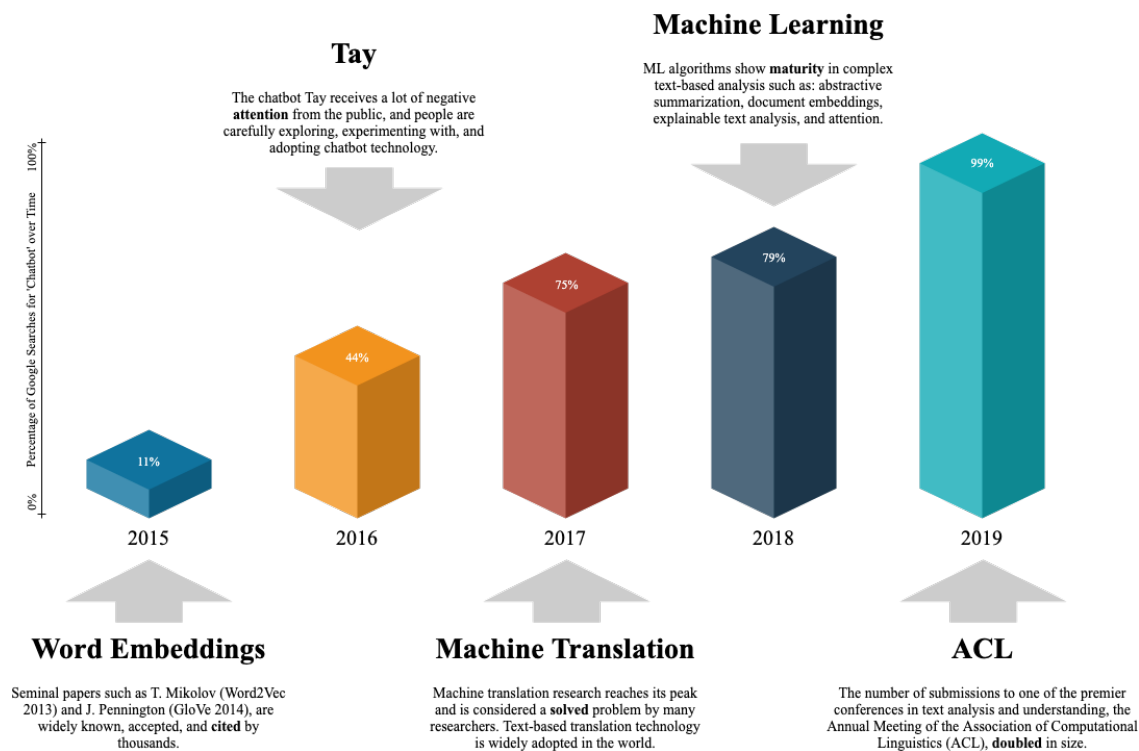 Machine Learning
ML algorithms show maturity in complex
text-based analysis such as: abstractive
summarization, document embeddings,
explainable text analysis, and attention.
Tay
The chatbot Tay receives a lot of negative
attention from the public, and people are
carefully exploring, experimenting with, and
adopting chatbot technology.
Percentage of Google Searches for 'Chatbot' over Time
100%
0%
11%
44%
75%
79%
99%
2015
2016
2017
2018
2019
Word Embeddings
Seminal papers such as T. Mikolov (Word2Vec
2013) and J. Pennington (GloVe 2014), are
widely known, accepted, and cited by
thousands.
Machine Translation
Machine translation research reaches its peak
and is considered a solved problem by many
researchers. Text-based translation technology
is widely adopted in the world.
ACL
The number of submissions to one of the premier
conferences in text analysis and understanding, the
Annual Meeting of the Association of Computational
Linguistics (ACL), doubled in size.